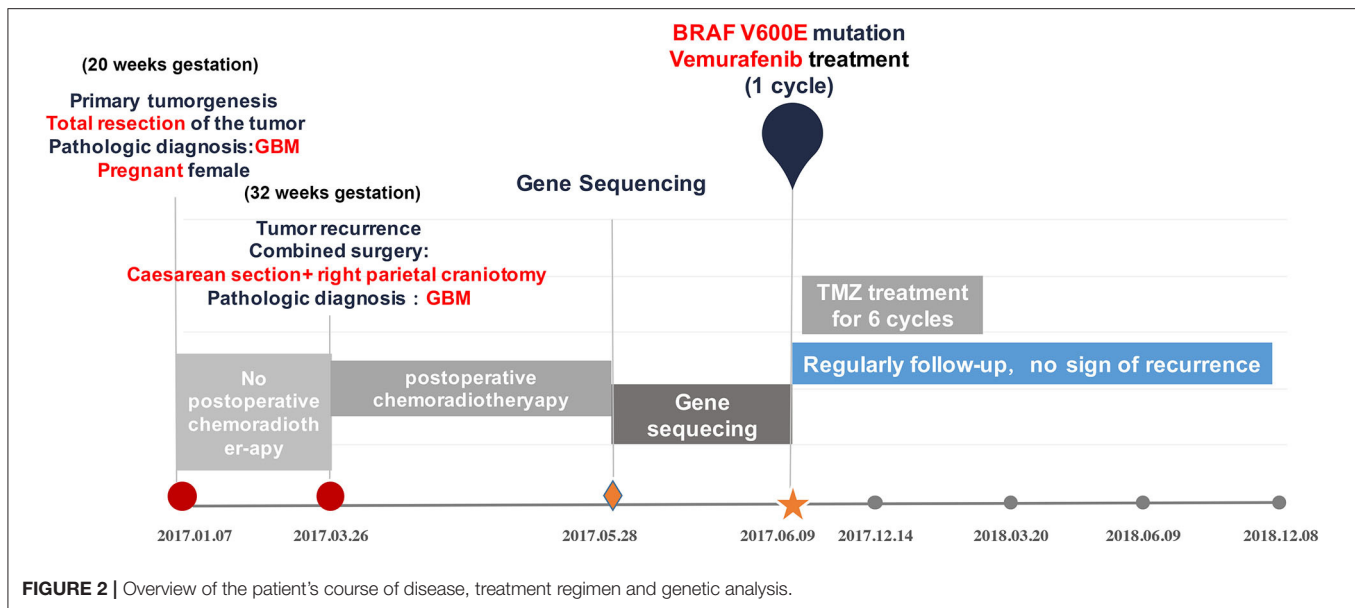 (20 weeks gestation)
Primary tumorgenesis
Total resection of the tumor
Pathologic diagnosis:GBM
Pregnant female
(32 weeks gestation)
Tumor recurrence
Combined surgery:
Caesarean section+ right parietal craniotomy
Pathologic diagnosis：GBM
Gene Sequencing
BRAF V600E mutation
Vemurafenib treatment
(1 cycle)
TMZ treatment
for 6 cycles
Regularly follow-up，no sign of recurrence
No
postoperative
chemoradioth
er-apy
postoperative
chemoradiotheryapy
Gene
sequecing
2017.01.07
2017.03.26
2017.05.28
2017.06.09
2017.12.14
2018.03.20
2018.06.09
2018.12.08
FIGURE 2 | Overview of the patient's course of disease, treatment regimen and genetic analysis.